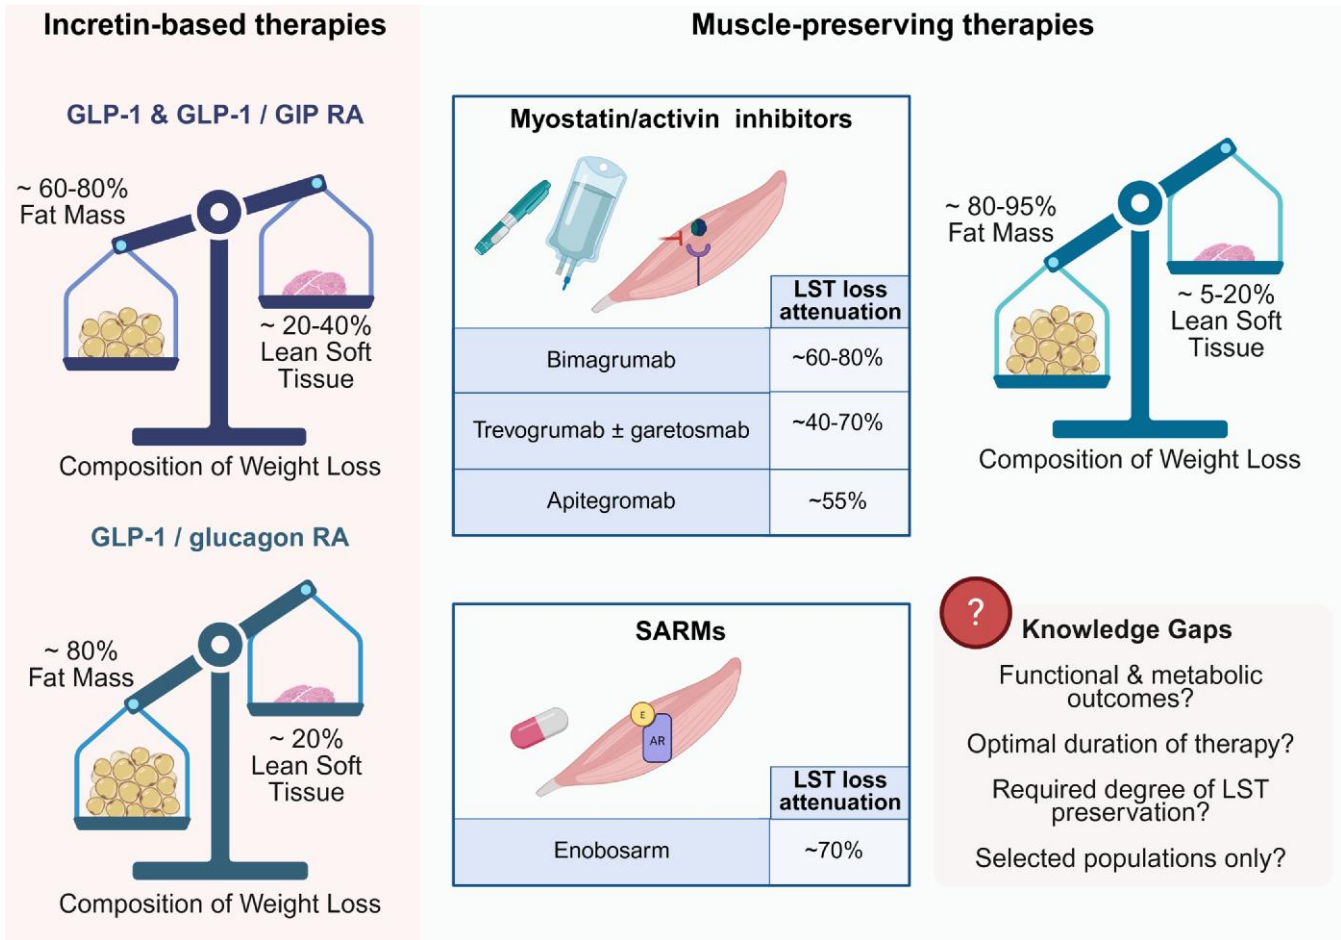 Incretin-based therapies
GLP-1 & GLP-1 / GIP RA
~ 60-80%
Fat Mass
~ 20-40%
Lean Soft
Tissue
Composition of Weight Loss
GLP-1 / glucagon RA
~ 80%
Fat Mass
~ 20%
Lean Soft
Tissue
Composition of Weight Loss
Muscle-preserving therapies
Myostatin/activin inhibitors
LST loss
attenuation
Bimagrumab ~60-80%
Trevogrumab ± garetosmab ~40-70%
Apitegromab ~55%
SARMs
E
AR
LST loss
attenuation
Enobosarm ~70%
~ 80-95%
Fat Mass
~ 5-20%
Lean Soft
Tissue
Composition of Weight Loss
?
Knowledge Gaps
Functional & metabolic
outcomes?
Optimal duration of therapy?
Required degree of LST
preservation?
Selected populations only?